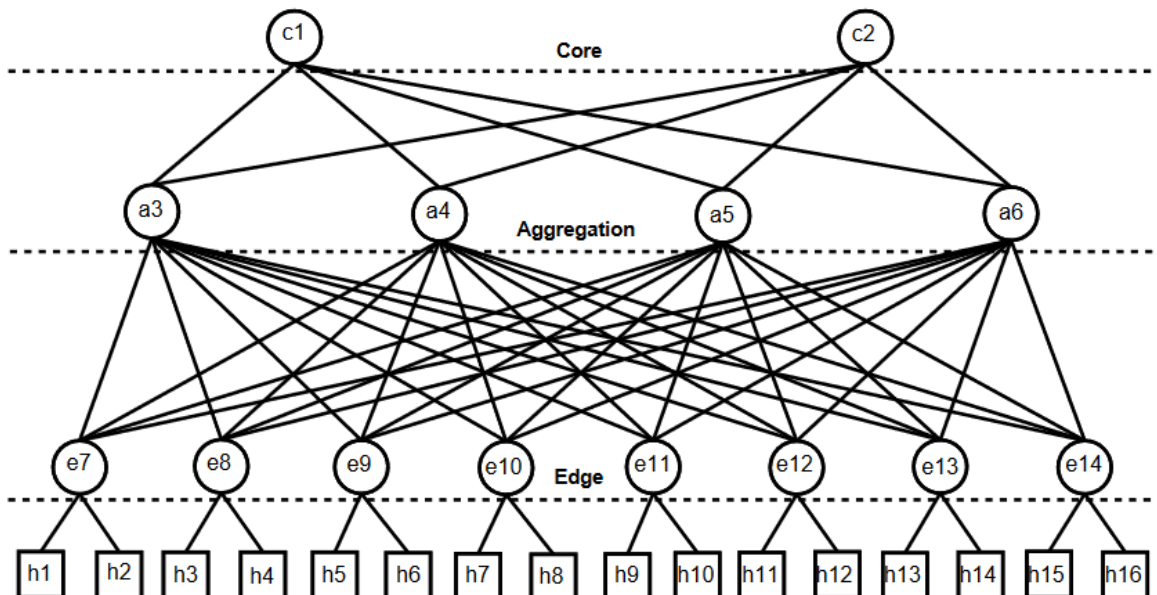 c1
c2
Core
a3
a4
a5
a6
Aggregation
e7
e8
e9
e10
e11
e12
e13
e14
Edge
h1
h2
h3
h4
h5
h6
h7
h8
h9
h10
h11
h12
h13
h14
h15
h16